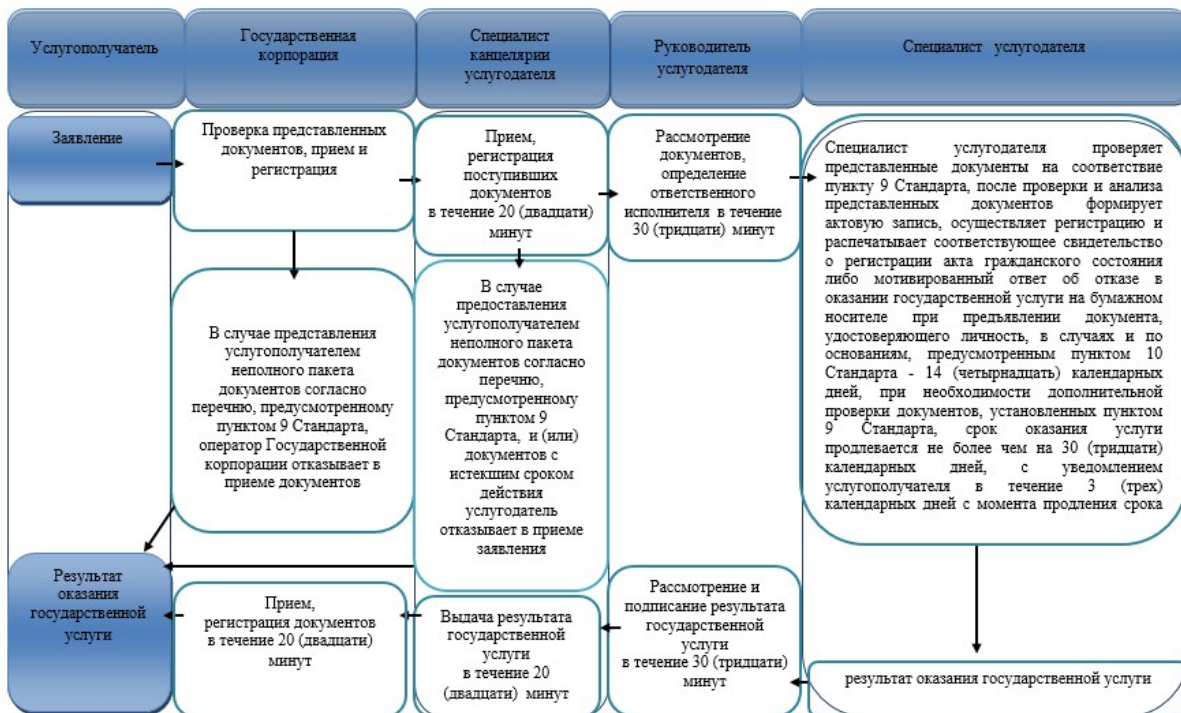 Услугополучатель
Государственная
корпорация
Специалист
канцелярии
услугодателя
Руководитель
услугодателя
Специалист услугодателя
Заявление
Проверка представленных
документов, прием и
регистрация
Прием,
регистрация
поступивших
документов
в течение 20 (двадцати)
минут
Рассмотрение
документов,
определение
ответственного
исполнителя в течение
30 (тридцати) минут
Специалист услугодателя проверяет
представленные документы на соответствие
пункту 9 Стандарта, после проверки и анализа
представленных документов формирует
актовую запись, осуществляет регистрацию и
распечатывает соответствующее свидетельство
о регистрации акта гражданского состояния
либо мотивированный ответ об отказе в
оказании государственной услуги на бумажном
носителе при предъявлении документа,
удостоверяющего личность, в случаях и по
основаниям, предусмотренным пунктом 10
Стандарта - 14 (четырнадцать) календарных
дней, при необходимости дополнительной
проверки документов, установленных пунктом
9 Стандарта, срок оказания услуги
продлевается не более чем на 30 (тридцати)
календарных дней, с уведомлением
услугополучателя в течение 3 (трех)
календарных дней с момента продления срока
В случае представления
услугополучателем
неполного пакета
документов согласно
перечню, предусмотренному
пунктом 9 Стандарта,
оператор Государственной
корпорации отказывает в
приеме документов
В случае
предоставления
услугополучателем
неполного пакета
документов согласно
перечню,
предусмотренному
пунктом 9
Стандарта, и (или)
документов с
истекшим сроком
действия
услугодатель
отказывает в приеме
заявления
Результат
оказания
государственной
услуги
Прием,
регистрация документов
в течение 20 (двадцати)
минут
Выдача результата
государственной
услуги
в течение 20
(двадцати) минут
Рассмотрение и
подписание результата
государственной
услуги
в течение 30 (тридцати)
минут
результат оказания государственной услуги